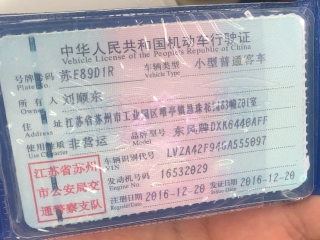 中华人民共和国机动车行驶证
Vehicle License of the People's Republic of China
号牌号码 苏E89D1R 车辆类型 小型普通客车
Plate No. Vehicle Type
所有人 刘顺东
Owner
住址 江苏省苏州市工业园区
使用性质 非营运 品牌型号 东风牌DXK6440AFF
Use Character Model
江苏省苏州
市公安局交
通警察支队
车辆识别代号 LVZA42F94GA555097
VIN
发动机号码 16532029
Engine No.
注册日期 2016-12-20 发证日期 2016-12-20
Register Date Issue Date